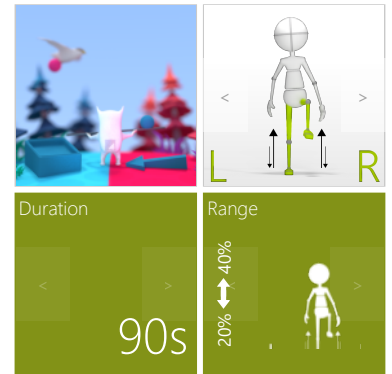 < >
L R
Duration
< >
90s
Range
< >
20% 40%